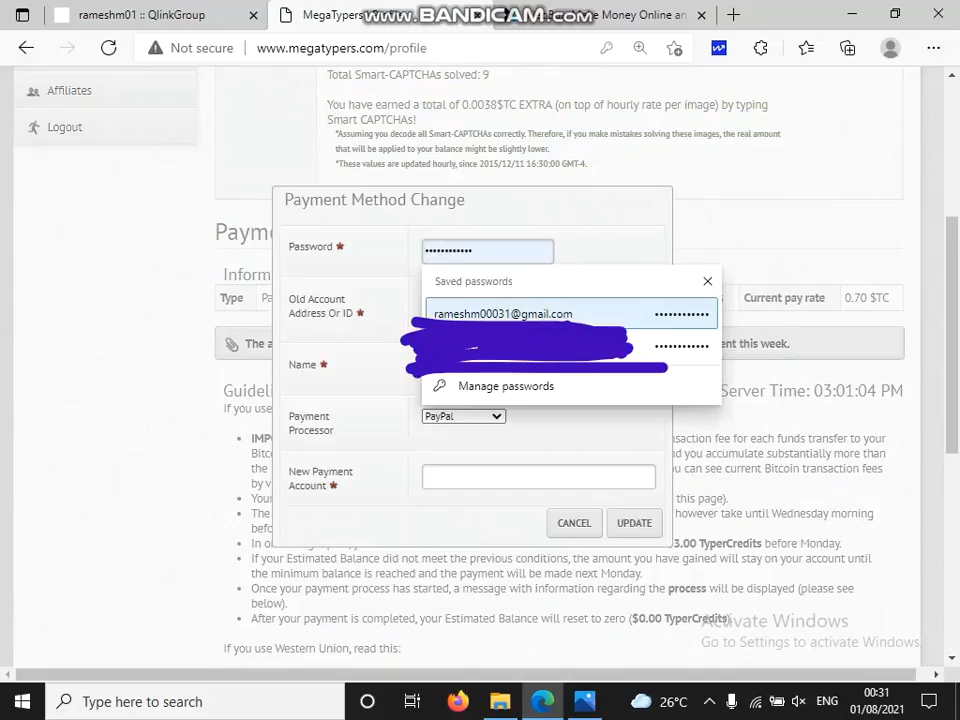 rameshm01 :: QlinkGroup
MegaTypers
www.BANDICAM.com
Money Online an
Not secure
www.megatypers.com/profile
Total Smart-CAPTCHAs solved: 9
Affiliates
You have earned a total of 0.0038$TC EXTRA (on top of hourly rate per image) by typing
Smart CAPTCHAs!
Logout
*Assuming you decode all Smart-CAPTCHAs correctly. Therefore, if you make mistakes solving these images, the real amount
that will be applied to your balance might be slightly lower.
*These values are updated hourly, since 2015/12/11 16:30:00 GMT-4.
Payment Method Change
Password *
Saved passwords
Type
Old Account
Address Or ID *
Current pay rate
0.70 $TC
rameshm00031@gmail.com
The
ent this week.
Name *
Manage passwords
Server Time: 03:01:04 PM
If you use
Payment
Processor
PayPal
saction fee for each funds transfer to your
nd you accumulate substantially more than
the
u can see current Bitcoin transaction fees
by
New Payment
Account *
this page).
The
however take until Wednesday morning
CANCEL
UPDATE
3.00 TyperCredits before Monday.
If your Estimated Balance did not meet the previous conditions, the amount you have gained will stay on your account until
the minimum balance is reached and the payment will be made next Monday.
Once your payment process has started, a message with information regarding the process will be displayed (please see
below).
After your payment is completed, your Estimated Balance will reset to zero ($0.00 TyperCredits).
Activate Windows
Go to Settings to activate Windows.
If you use Western Union, read this:
Type here to search
26°C
ENG
00:31
01/08/2021